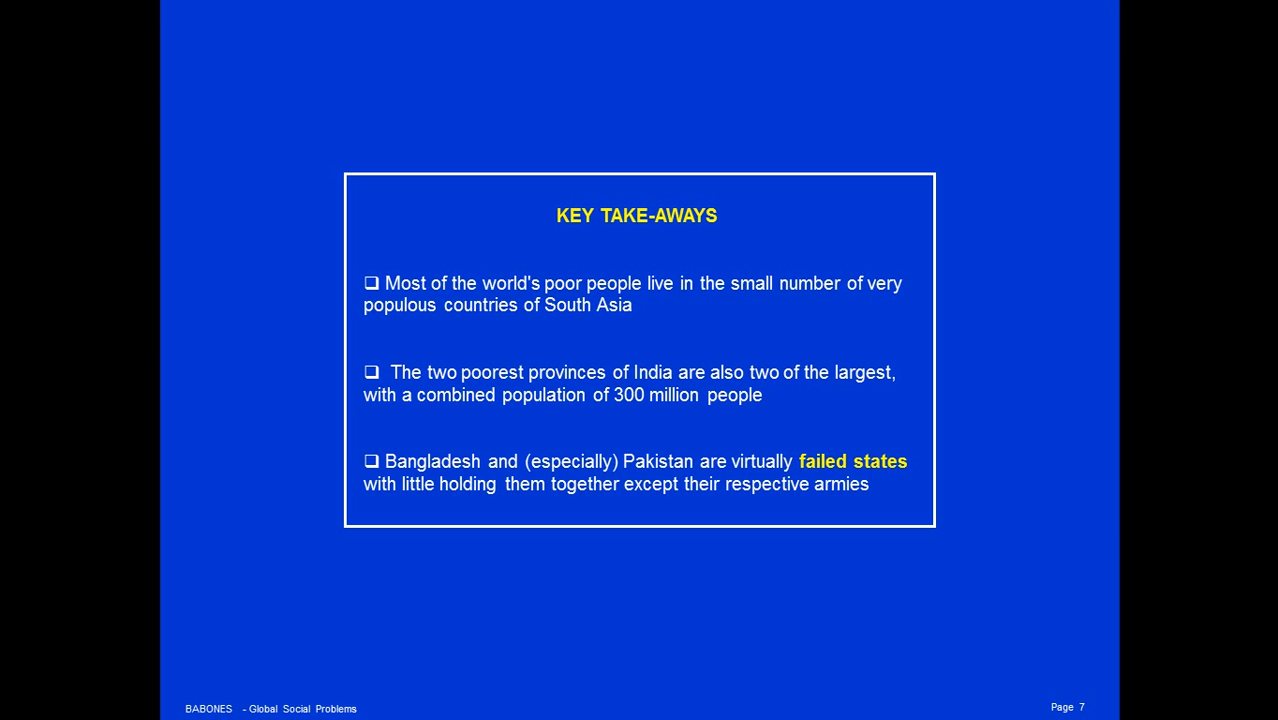 KEY TAKE-AWAYS
❑ Most of the world's poor people live in the small number of very
populous countries of South Asia
❑ The two poorest provinces of India are also two of the largest,
with a combined population of 300 million people
❑ Bangladesh and (especially) Pakistan are virtually failed states
with little holding them together except their respective armies
BABONES - Global Social Problems
Page 7